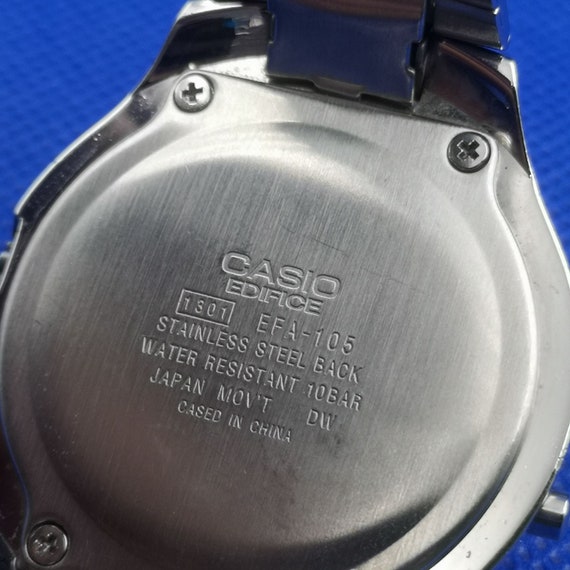 CASIO
EDIFICE
1301 EFA-105
STAINLESS STEEL BACK
WATER RESISTANT 10BAR
JAPAN MOV'T DW
CASED IN CHINA